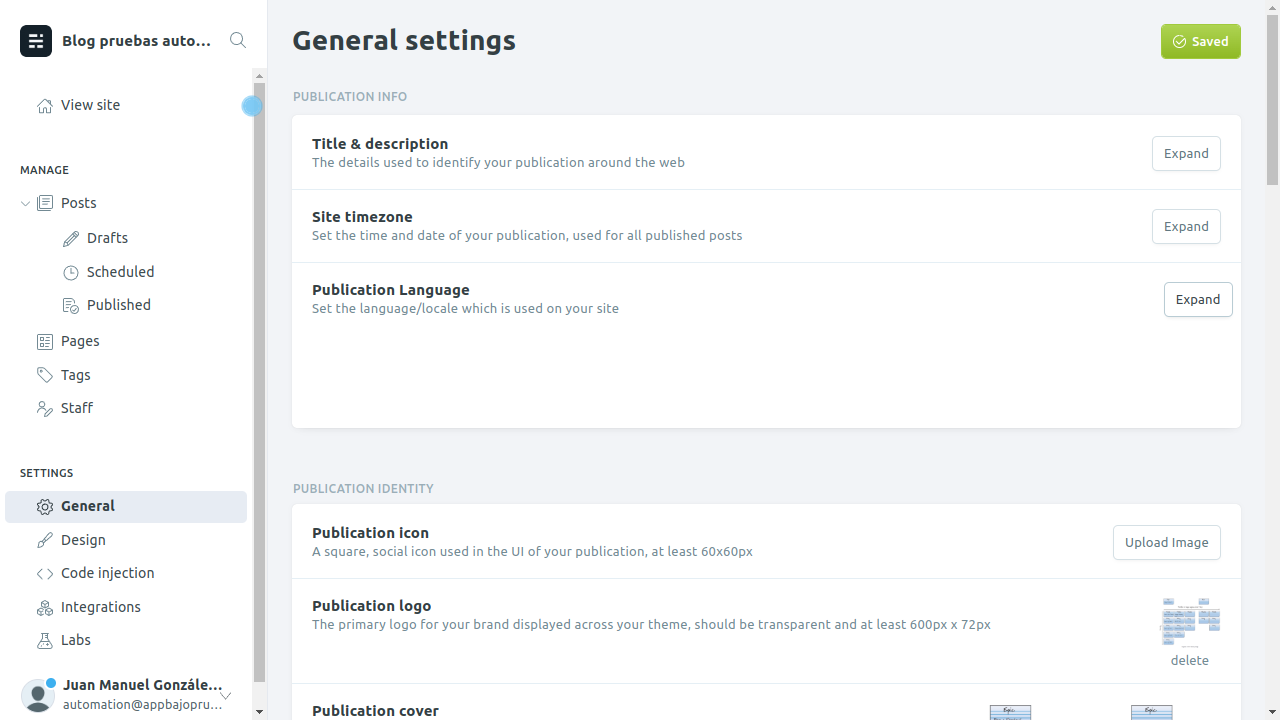 Blog pruebas auto...
View site
MANAGE
Posts
Drafts
Scheduled
Published
Pages
Tags
Staff
SETTINGS
General
Design
Code injection
Integrations
Labs
Juan Manuel Gonzále...
automation@appbajopru...
General settings
Saved
PUBLICATION INFO
Title & description
The details used to identify your publication around the web
Expand
Site timezone
Set the time and date of your publication, used for all published posts
Expand
Publication Language
Set the language/locale which is used on your site
Expand
PUBLICATION IDENTITY
Publication icon
A square, social icon used in the UI of your publication, at least 60x60px
Upload Image
Publication logo
The primary logo for your brand displayed across your theme, should be transparent and at least 600px x 72px
delete
Publication cover